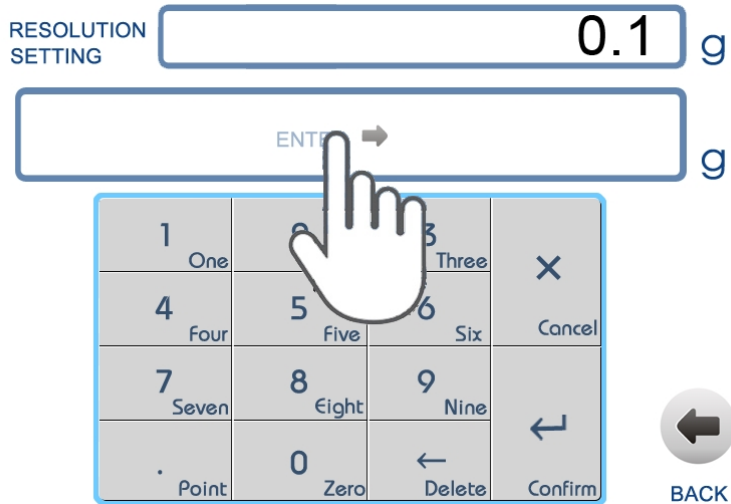 RESOLUTION
SETTING
0.1 g
g
1 One
3 Three
× Cancel
4 Four
5 Five
6 Six
7 Seven
8 Eight
9 Nine
↵ Confirm
. Point
0 Zero
← Delete
BACK